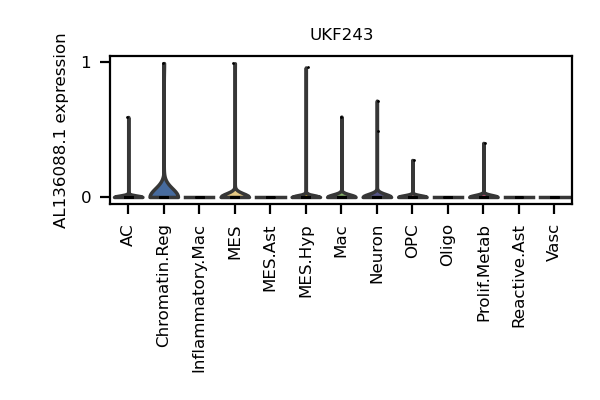 UKF243
AL136088.1 expression
1
0
AC
Chromatin.Reg
Inflammatory.Mac
MES
MES.Ast
MES.Hyp
Mac
Neuron
OPC
Oligo
Prolif.Metab
Reactive.Ast
Vasc